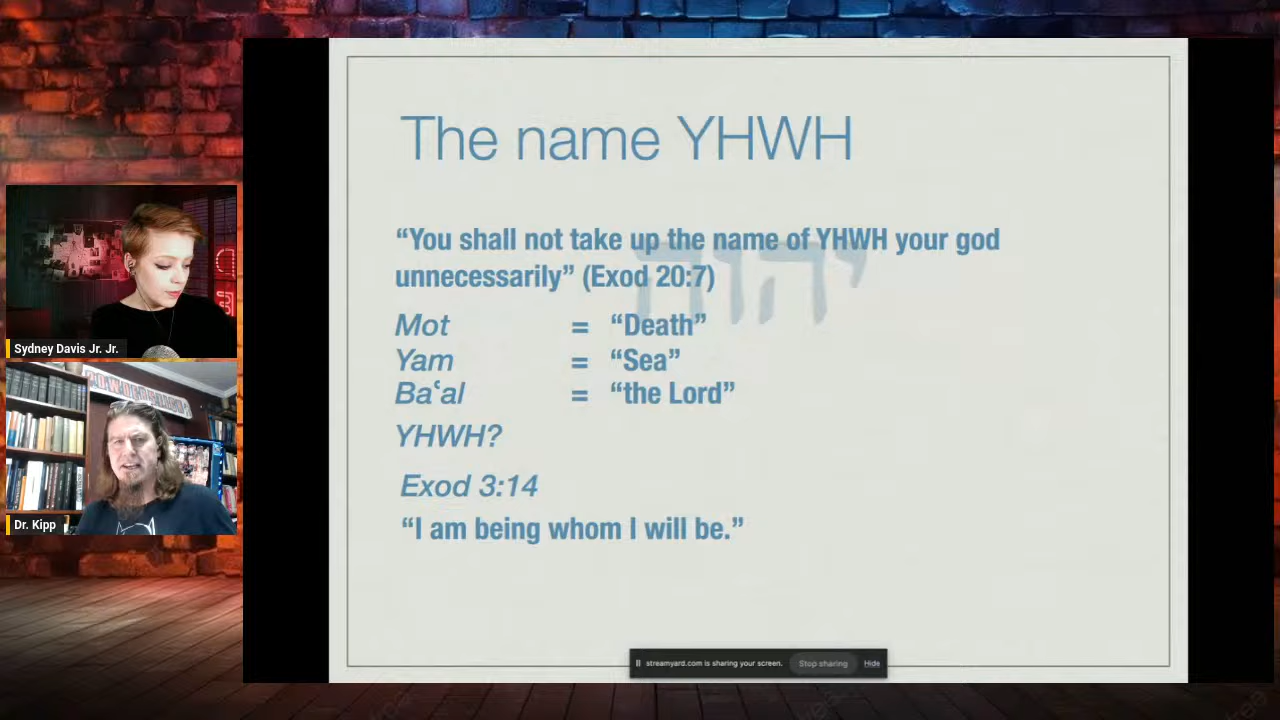 The name YHWH
יהוה
“You shall not take up the name of YHWH your god
unnecessarily” (Exod 20:7)
Mot = “Death”
Yam = “Sea”
Baʿal = “the Lord”
YHWH?
Exod 3:14
“I am being whom I will be.”
Sydney Davis Jr. Jr.
Dr. Kipp
streamyard.com is sharing your screen. Stop sharing Hide